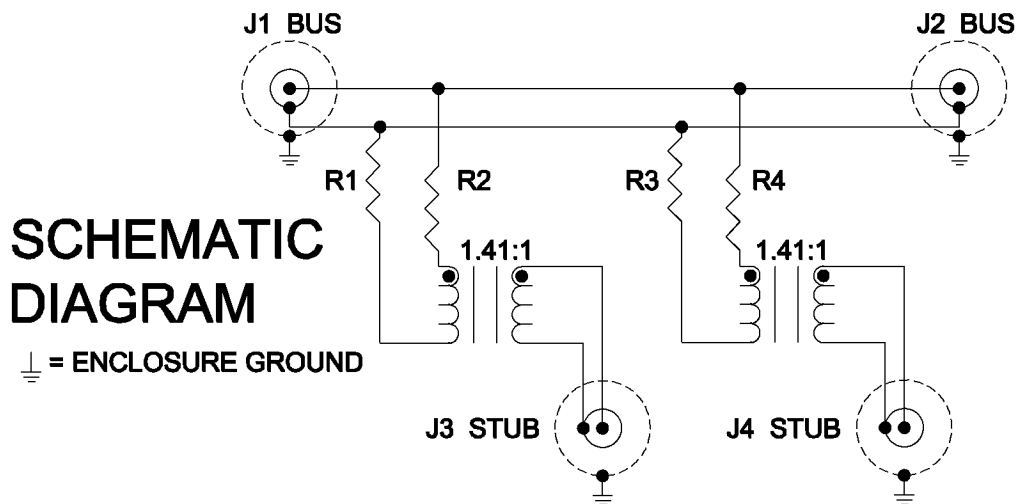 J1 BUS
J2 BUS
R1
R2
R3
R4
SCHEMATIC
DIAGRAM
1.41:1
1.41:1
= ENCLOSURE GROUND
J3 STUB
J4 STUB